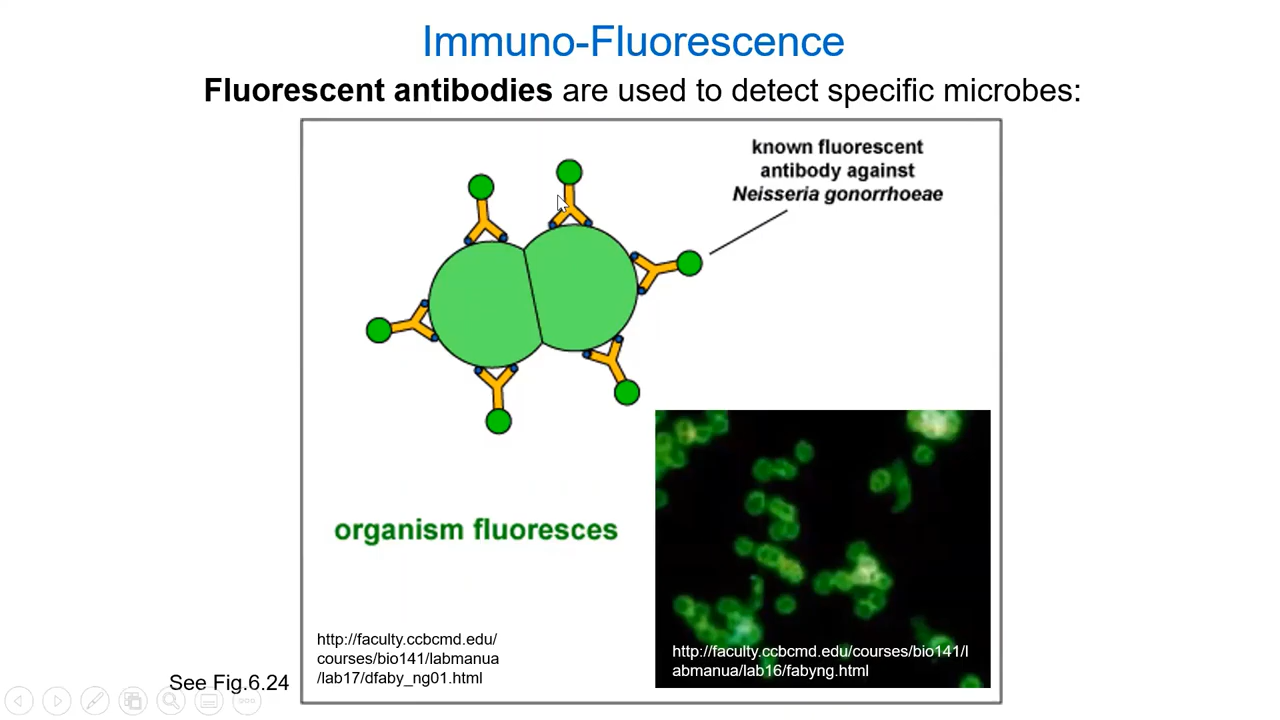 Immuno-Fluorescence
Fluorescent antibodies are used to detect specific microbes:
known fluorescent
antibody against
Neisseria gonorrhoeae
organism fluoresces
http://faculty.ccbcmd.edu/
courses/bio141/labmanua
/lab17/dfaby_ng01.html
http://faculty.ccbcmd.edu/courses/bio141/l
abmanua/lab16/fabyng.html
See Fig.6.24